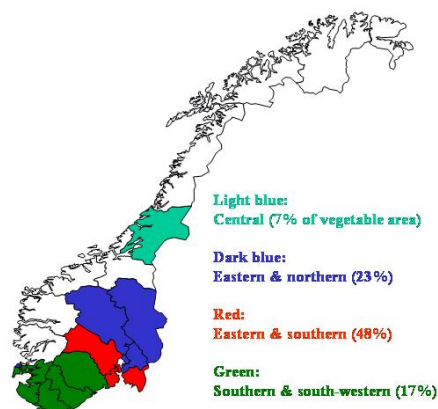 Light blue:
Central (7% of vegetable area)
Dark blue:
Eastern & northern (23%)
Red:
Eastern & southern (48%)
Green:
Southern & south-western (17%)